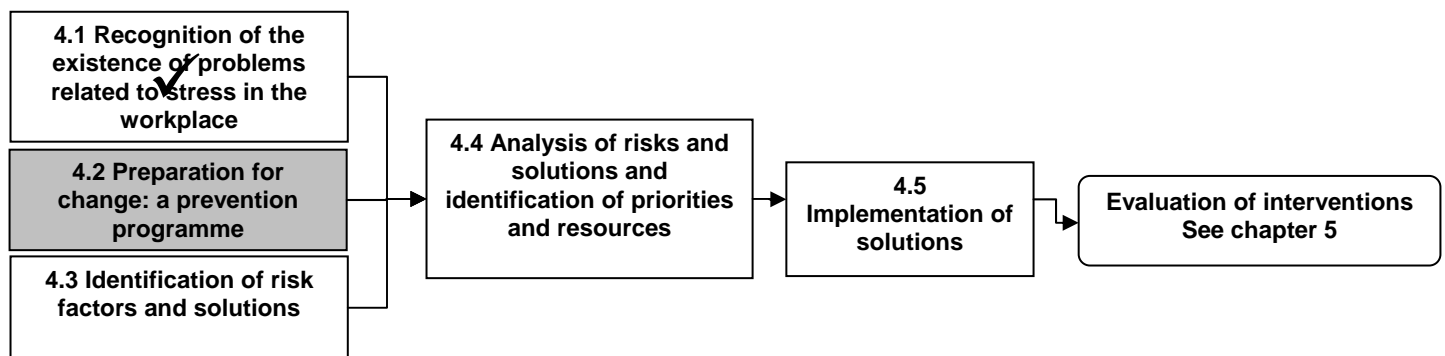 4.1 Recognition of the
existence of problems
related to stress in the
workplace
4.2 Preparation for
change: a prevention
programme
4.3 Identification of risk
factors and solutions
4.4 Analysis of risks and
solutions and
identification of priorities
and resources
4.5
Implementation of
solutions
Evaluation of interventions
See chapter 5